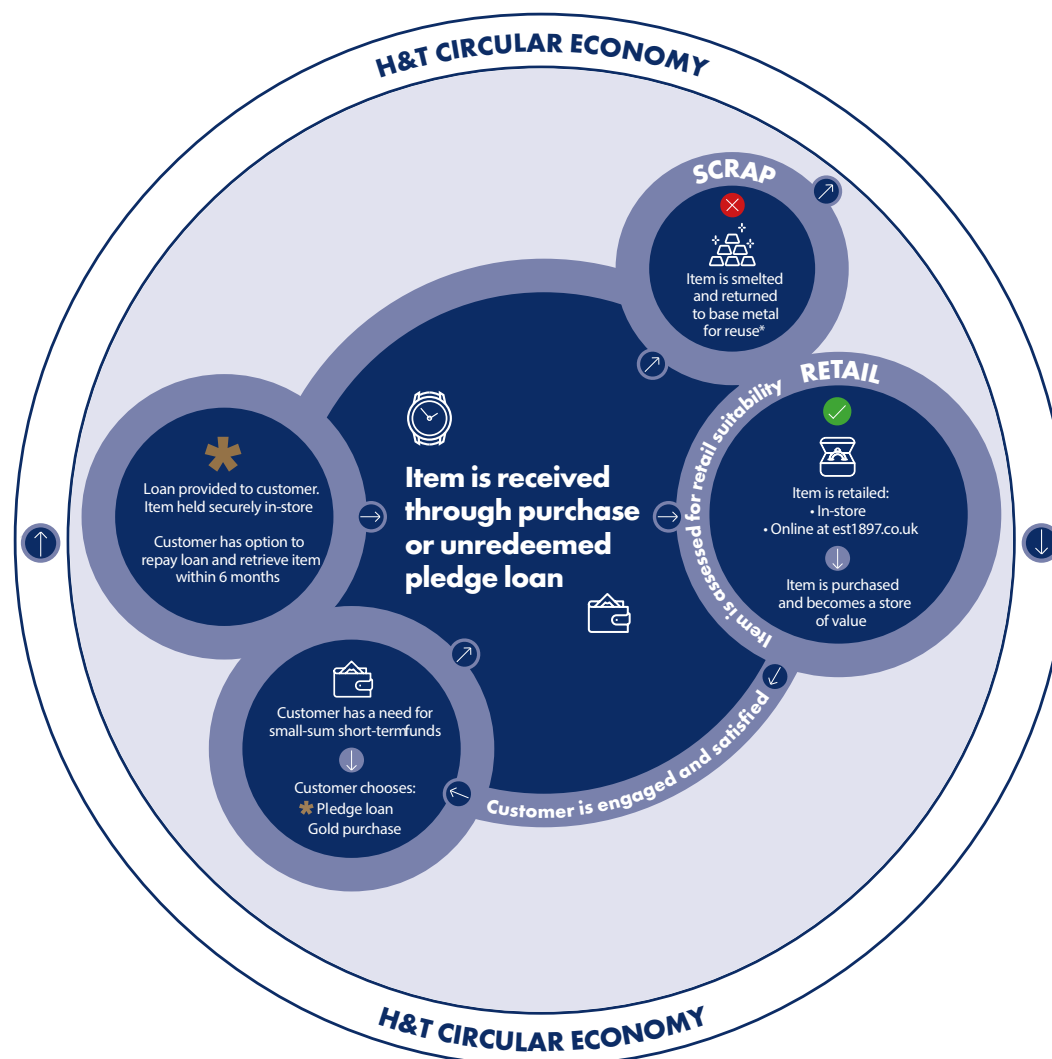 H&T CIRCULAR ECONOMY
SCRAP
Item is smelted
and returned
to base metal
for reuse*
RETAIL
Item is retailed:
• In-store
• Online at est1897.co.uk
Item is purchased
and becomes a store
of value
Item is assessed for retail suitability
Item is received
through purchase
or unredeemed
pledge loan
*
Loan provided to customer.
Item held securely in-store
Customer has option to
repay loan and retrieve item
within 6 months
Customer has a need for
small-sum short-termfunds
Customer chooses:
* Pledge loan
Gold purchase
Customer is engaged and satisfied
H&T CIRCULAR ECONOMY